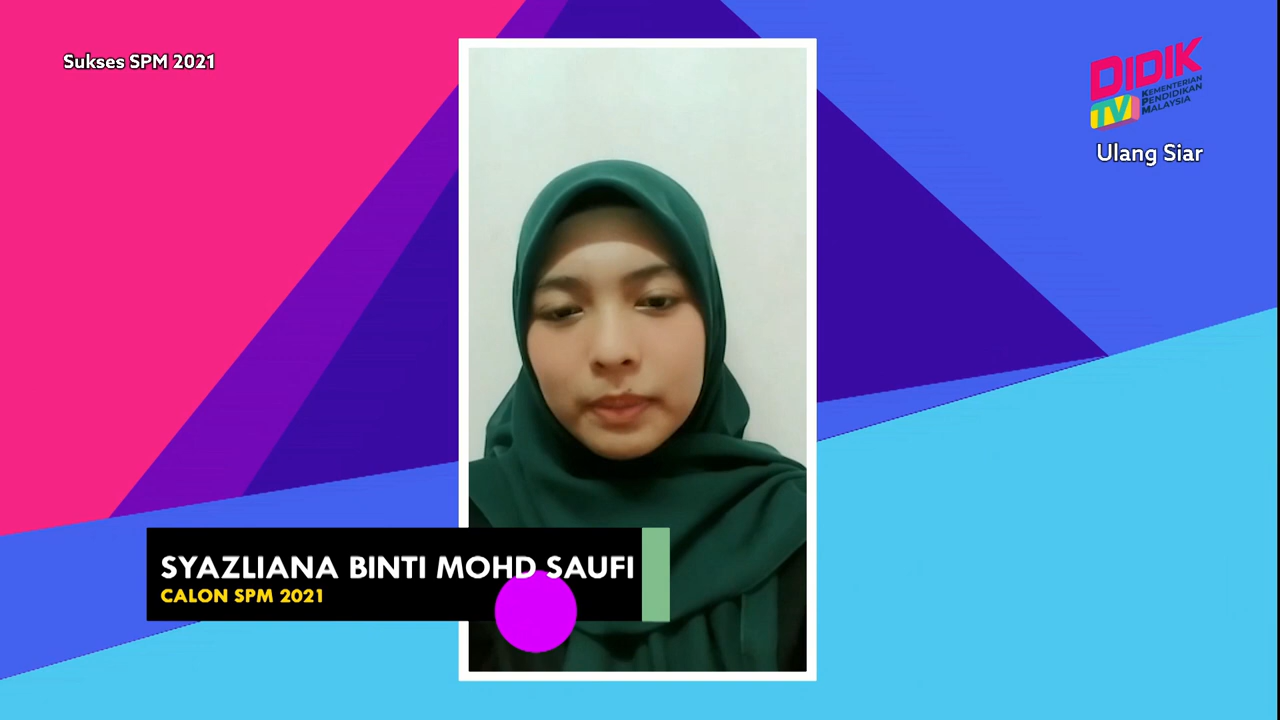 Sukses SPM 2021
DIDIK
TV
KEMENTERIAN
PENDIDIKAN
MALAYSIA
Ulang Siar
SYAZLIANA BINTI MOHD SAUFI
CALON SPM 2021